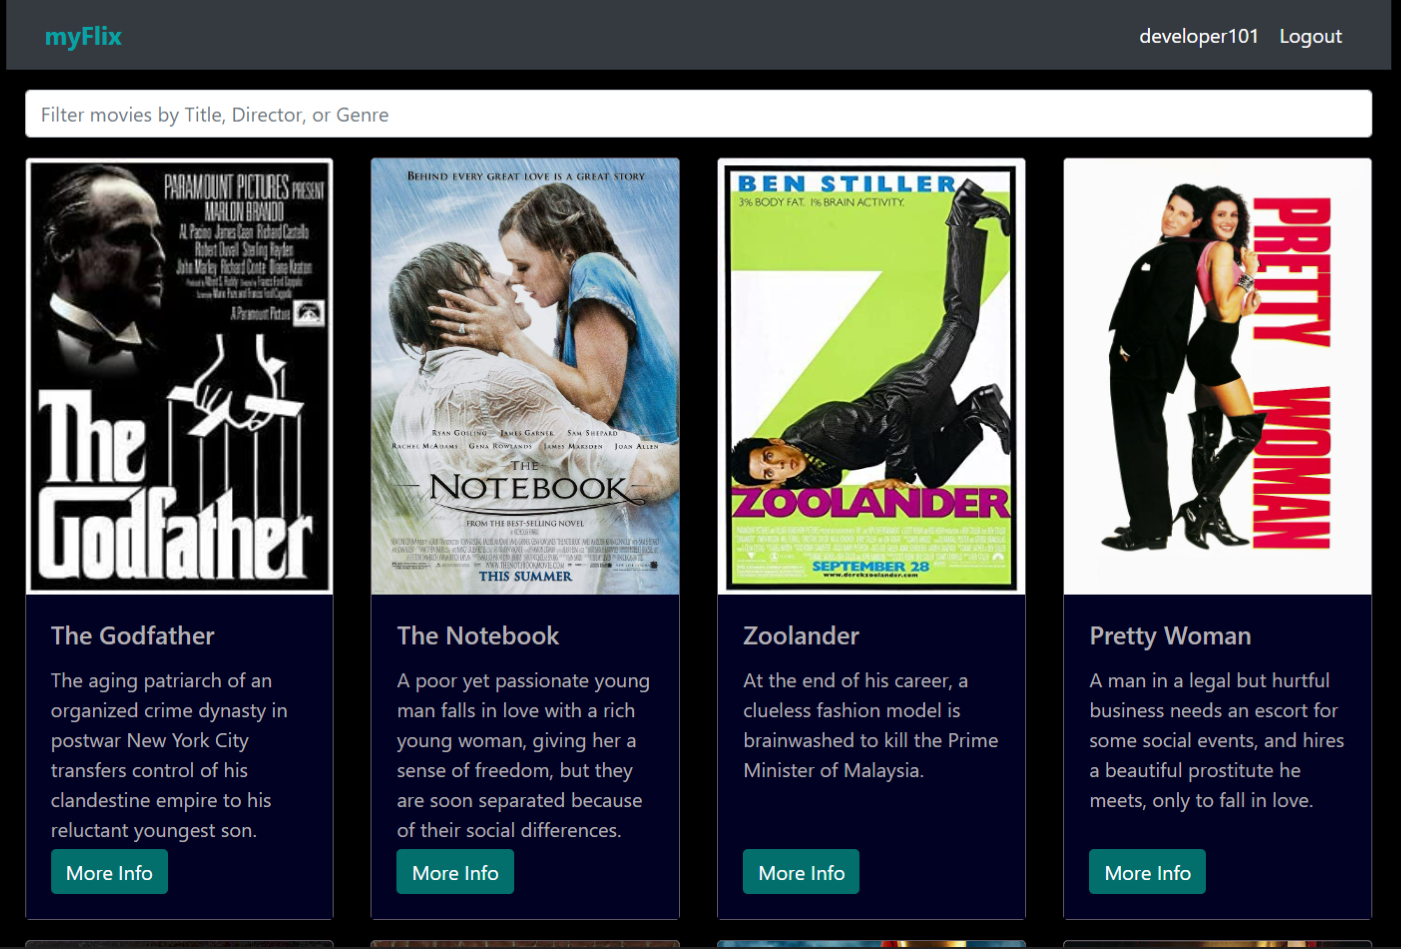 myFlix
developer101 Logout
Filter movies by Title, Director, or Genre
PARAMOUNT PICTURES PRESENT
MARLON BRANDO
Al Pacino James Caan Richard Castellano
Robert Duvall Sterling Hayden
John Marley Richard Conte Diane Keaton
A Paramount Picture
The
Godfather
BEHIND EVERY GREAT LOVE IS A GREAT STORY
RYAN GOSLING JAMES GARNER SAM SHEPARD
RACHEL MCADAMS GENA ROWLANDS JAMES MARSDEN JOAN ALLEN
THE
NOTEBOOK
FROM THE BEST-SELLING NOVEL
WWW.THENOTEBOOKMOVIE.COM
THIS SUMMER
BEN STILLER
3% BODY FAT. 1% BRAIN ACTIVITY.
ZOOLANDER
SEPTEMBER 28
www.derekzoolander.com
PRETTY WOMAN
The Godfather
The aging patriarch of an
organized crime dynasty in
postwar New York City
transfers control of his
clandestine empire to his
reluctant youngest son.
More Info
The Notebook
A poor yet passionate young
man falls in love with a rich
young woman, giving her a
sense of freedom, but they
are soon separated because
of their social differences.
More Info
Zoolander
At the end of his career, a
clueless fashion model is
brainwashed to kill the Prime
Minister of Malaysia.
More Info
Pretty Woman
A man in a legal but hurtful
business needs an escort for
some social events, and hires
a beautiful prostitute he
meets, only to fall in love.
More Info